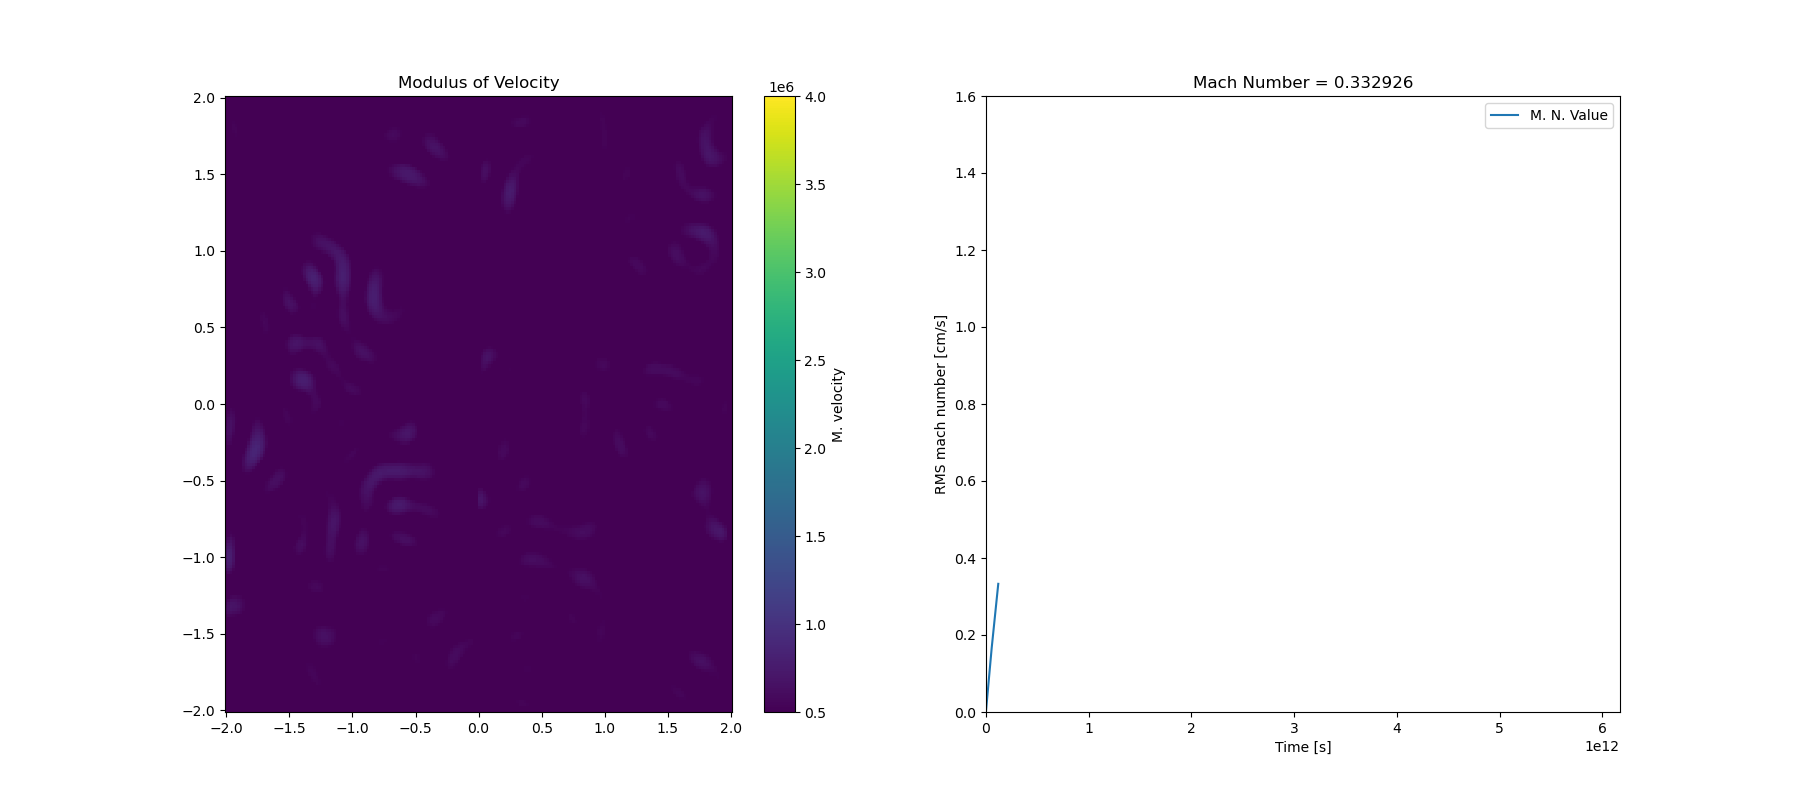 Modulus of Velocity
2.0
1.5
1.0
0.5
0.0
−0.5
−1.0
−1.5
−2.0
−2.0 −1.5 −1.0 −0.5 0.0 0.5 1.0 1.5 2.0
1e6
4.0
3.5
3.0
2.5
2.0
1.5
1.0
0.5
M. velocity
Mach Number = 0.332926
M. N. Value
RMS mach number [cm/s]
1.6
1.4
1.2
1.0
0.8
0.6
0.4
0.2
0.0
0 1 2 3 4 5 6
1e12
Time [s]